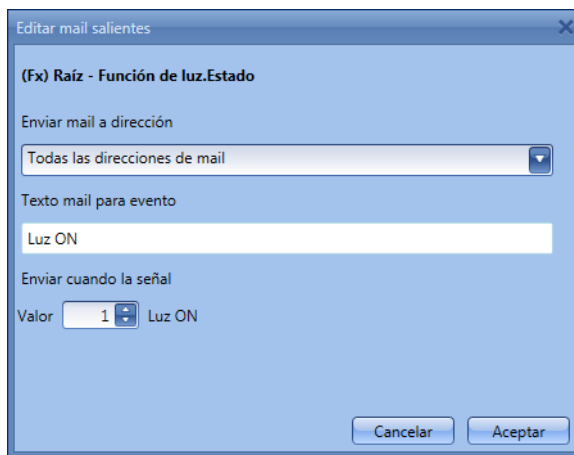 Editar mail salientes
(Fx) Raíz - Función de luz.Estado
Enviar mail a dirección
Todas las direcciones de mail
Texto mail para evento
Luz ON
Enviar cuando la señal
Valor 1 Luz ON
Cancelar Aceptar